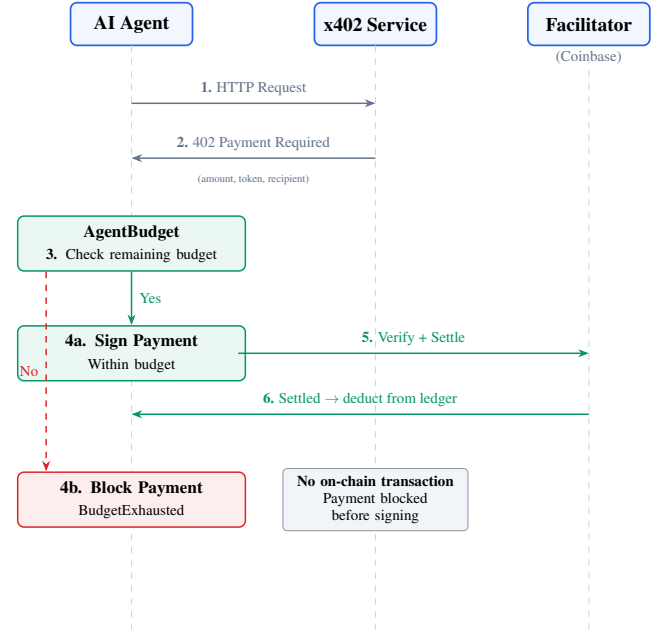 AI Agent
x402 Service
Facilitator
(Coinbase)
1. HTTP Request
2. 402 Payment Required
(amount, token, recipient)
AgentBudget
3. Check remaining budget
Yes
4a. Sign Payment
Within budget
5. Verify + Settle
No
6. Settled → deduct from ledger
4b. Block Payment
BudgetExhausted
No on-chain transaction
Payment blocked
before signing